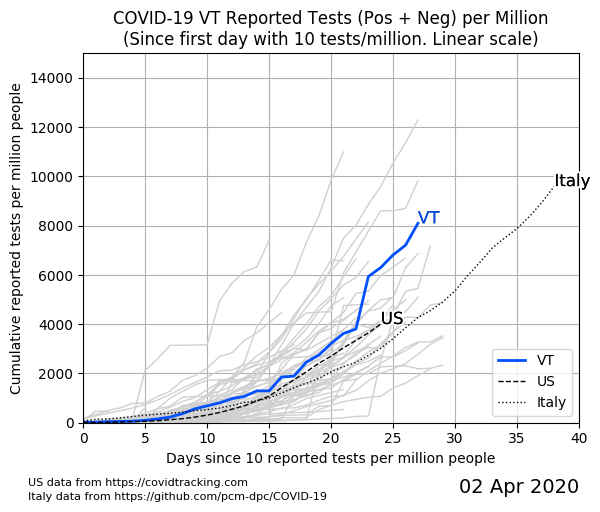 COVID-19 VT Reported Tests (Pos + Neg) per Million
(Since first day with 10 tests/million. Linear scale)
Cumulative reported tests per million people
14000
12000
10000
8000
6000
4000
2000
0
Italy
VT
US
VT
US
Italy
0 5 10 15 20 25 30 35 40
Days since 10 reported tests per million people
US data from https://covidtracking.com
Italy data from https://github.com/pcm-dpc/COVID-19
02 Apr 2020